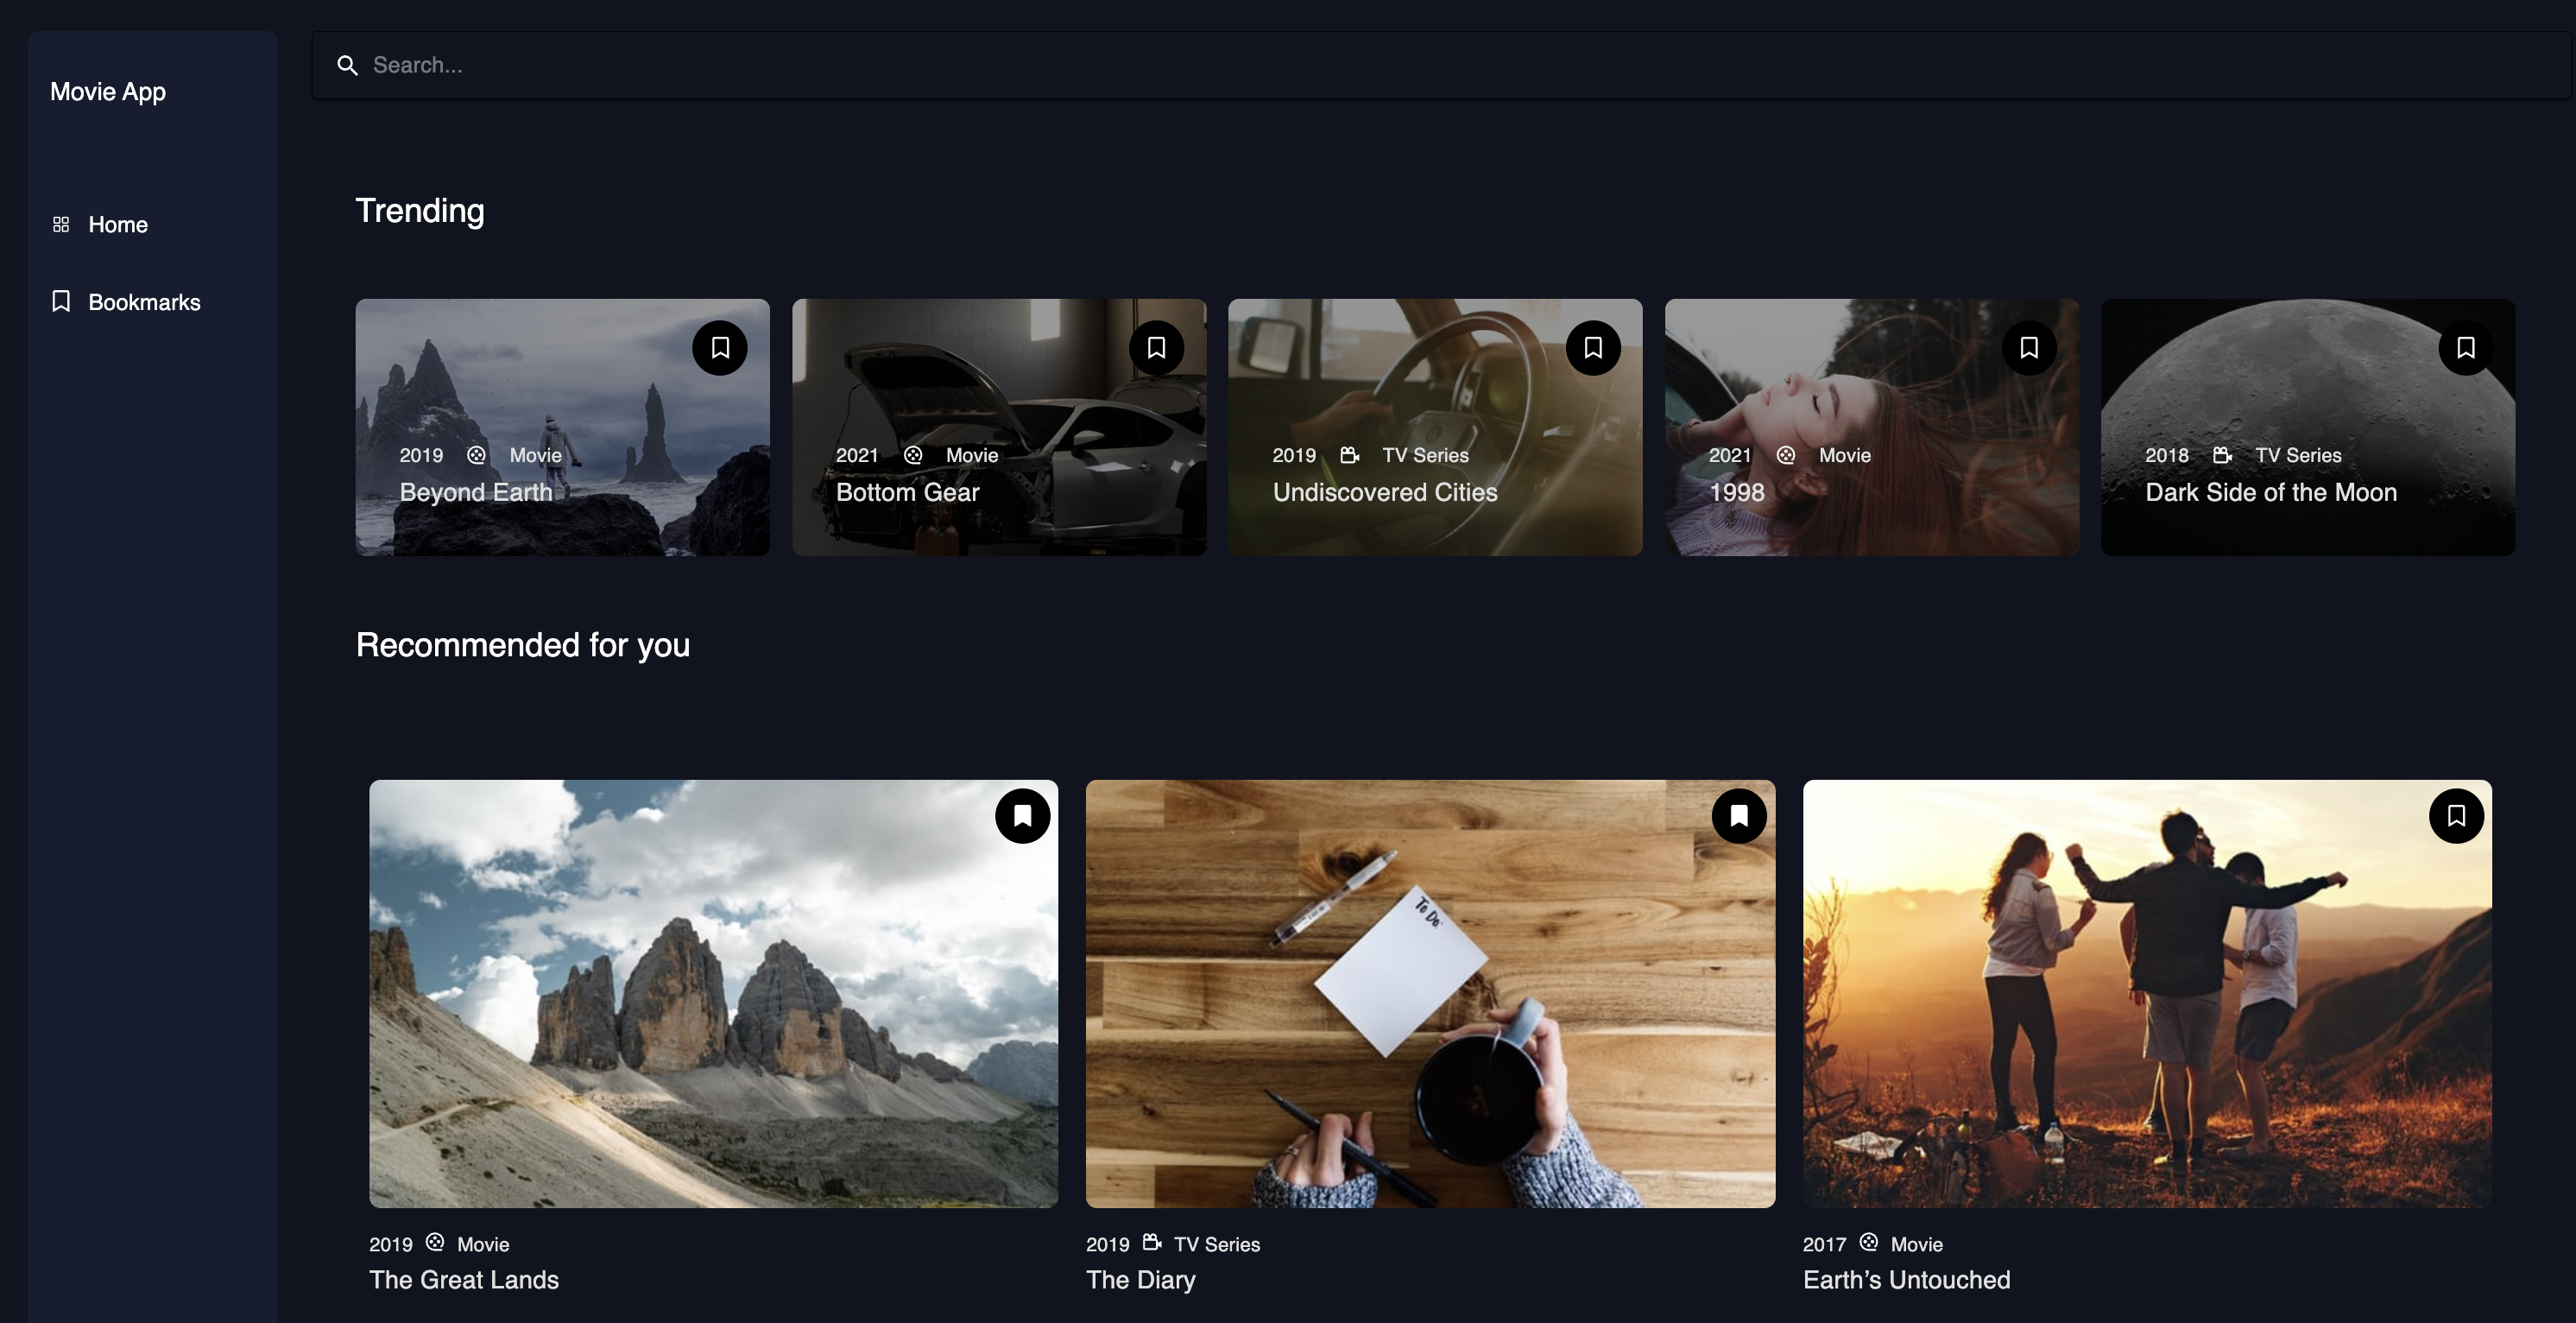 Movie App
Search...
Home
Bookmarks
Trending
2019 Movie
Beyond Earth
2021 Movie
Bottom Gear
2019 TV Series
Undiscovered Cities
2021 Movie
1998
2018 TV Series
Dark Side of the Moon
Recommended for you
To Do:
2019 Movie
The Great Lands
2019 TV Series
The Diary
2017 Movie
Earth’s Untouched